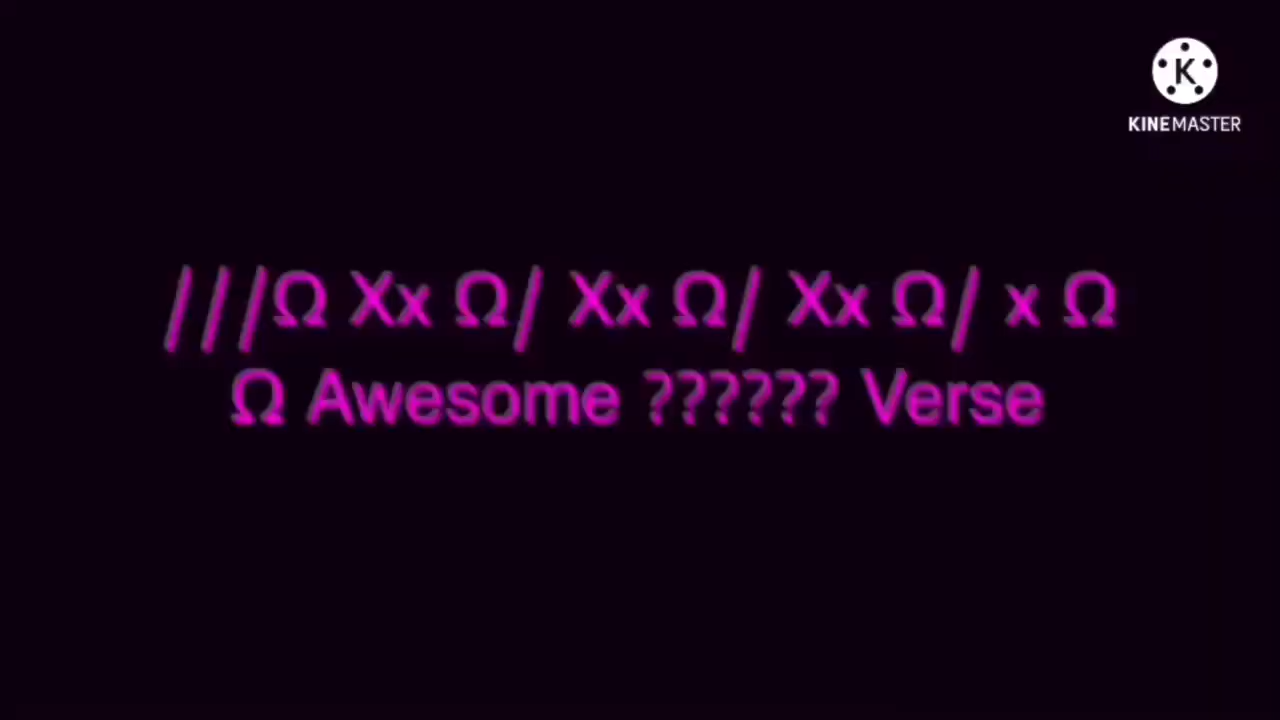 K
KINEMASTER
///Ω Xx Ω/ Xx Ω/ Xx Ω/ x Ω
Ω Awesome ?????? Verse